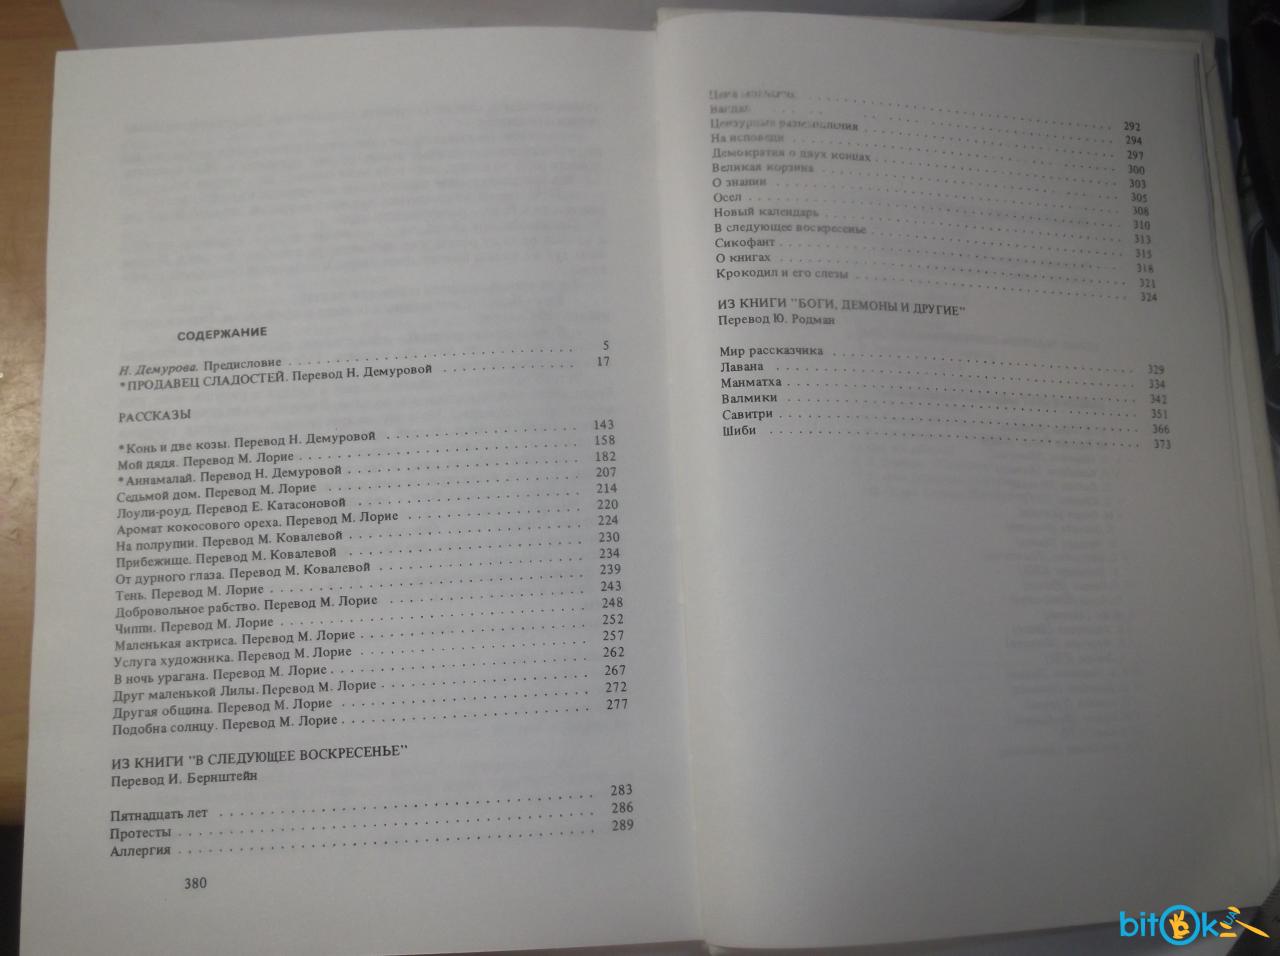 СОДЕРЖАНИЕ
Н. Демурова. Предисловие . . . 5
*ПРОДАВЕЦ СЛАДОСТЕЙ. Перевод Н. Демуровой . . . 17
РАССКАЗЫ
*Конь и две козы. Перевод Н. Демуровой . . . 143
Мой дядя. Перевод М. Лорие . . . 158
*Аннамалай. Перевод Н. Демуровой . . . 182
Седьмой дом. Перевод М. Лорие . . . 207
Лоули-роуд. Перевод Е. Катасоновой . . . 214
Аромат кокосового ореха. Перевод М. Лорие . . . 220
На полрупии. Перевод М. Ковалевой . . . 224
Прибежище. Перевод М. Ковалевой . . . 230
От дурного глаза. Перевод М. Ковалевой . . . 234
Тень. Перевод М. Лорие . . . 239
Добровольное рабство. Перевод М. Лорие . . . 243
Чиппи. Перевод М. Лорие . . . 248
Маленькая актриса. Перевод М. Лорие . . . 252
Услуга художника. Перевод М. Лорие . . . 257
В ночь урагана. Перевод М. Лорие . . . 262
Друг маленькой Лилы. Перевод М. Лорие . . . 267
Другая община. Перевод М. Лорие . . . 272
Подобна солнцу. Перевод М. Лорие . . . 277
ИЗ КНИГИ "В СЛЕДУЮЩЕЕ ВОСКРЕСЕНЬЕ"
Перевод И. Бернштейн
Пятнадцать лет . . . 283
Протесты . . . 286
Аллергия . . . 289
380
. . . 292
. . . 294
Цензурные размышления . . . 297
На исповеди . . . 300
Демократия о двух концах . . . 303
Великая корзина . . . 305
О знании . . . 308
Осел . . . 310
Новый календарь . . . 313
В следующее воскресенье . . . 315
Сикофант . . . 318
О книгах . . . 321
Крокодил и его слезы . . . 324
ИЗ КНИГИ "БОГИ, ДЕМОНЫ И ДРУГИЕ"
Перевод Ю. Родман
Мир рассказчика . . . 329
Лавана . . . 334
Манматха . . . 342
Валмики . . . 351
Савитри . . . 366
Шиби . . . 373
bitOk UA